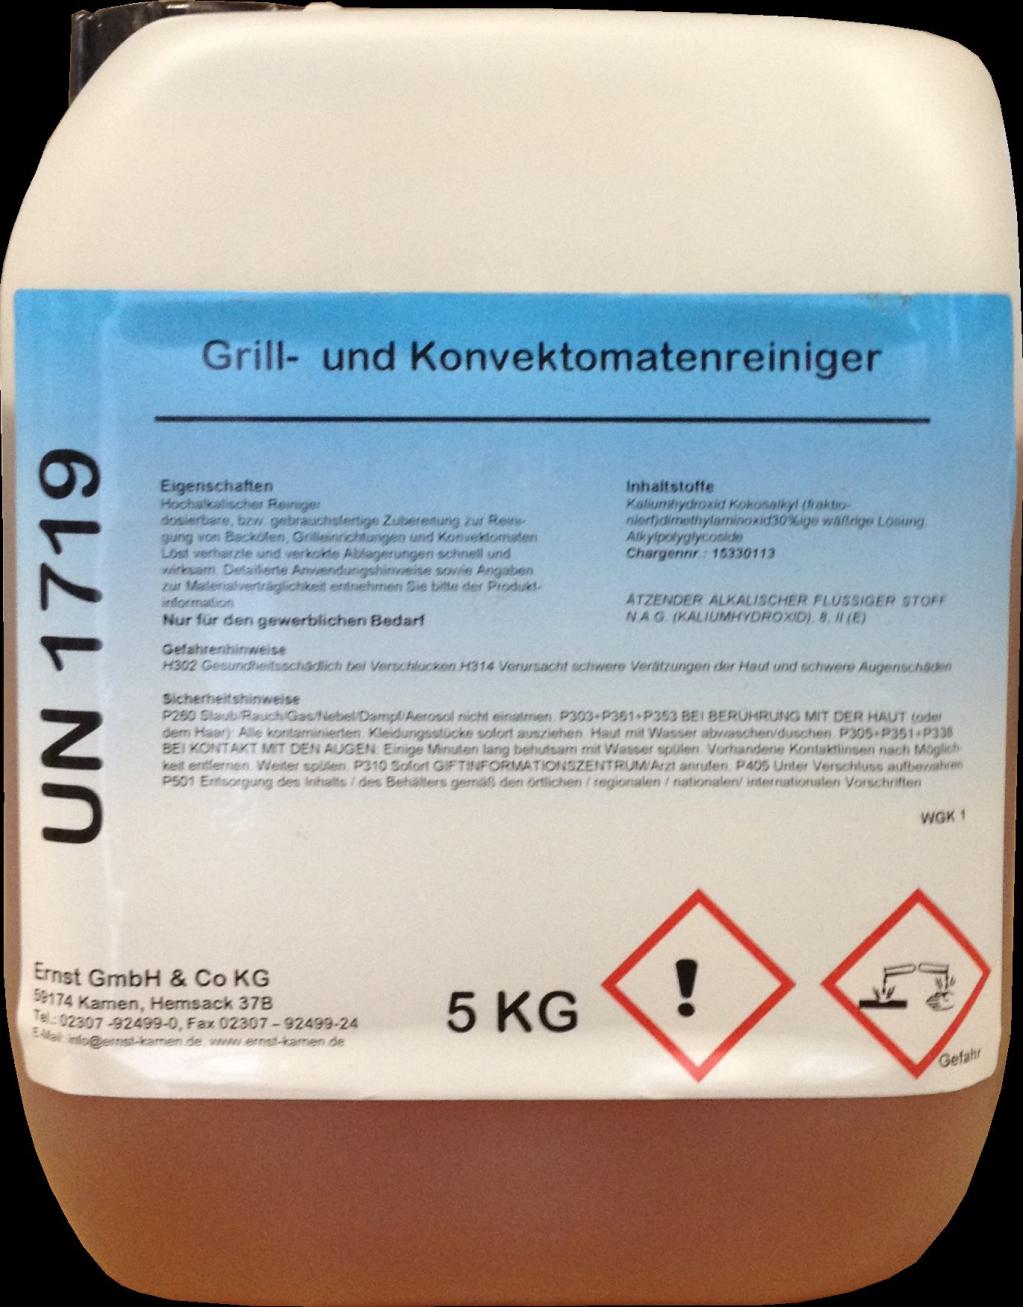 Grill- und Konvektomatenreiniger
UN 1719
Eigenschaften
Hochalkalischer Reiniger
dosierbare, bzw. gebrauchsfertige Zubereitung zur Reini-
gung von Backöfen, Grilleinrichtungen und Konvektomaten
Löst verharzte und verkokte Ablagerungen schnell und
wirksam. Detailierte Anwendungshinweise sowie Angaben
zur Materialverträglichkeit entnehmen Sie bitte der Produkt-
information
Nur für den gewerblichen Bedarf
Inhaltstoffe
Kaliumhydroxid Kokosalkyl (fraktio-
niert)dimethylaminoxid30%ige wäßrige Lösung.
Alkylpolyglycoside
Chargennr.: 15330113
ÄTZENDER ALKALISCHER FLÜSSIGER STOFF
N.A.G. (KALIUMHYDROXID), 8, II (E)
Gefahrenhinweise
H302 Gesundheitsschädlich bei Verschlucken.H314 Verursacht schwere Verätzungen der Haut und schwere Augenschäden
Sicherheitshinweise
P260 Staub/Rauch/Gas/Nebel/Dampf/Aerosol nicht einatmen. P303+P361+P353 BEI BERÜHRUNG MIT DER HAUT (oder
dem Haar): Alle kontaminierten. Kleidungsstücke sofort ausziehen. Haut mit Wasser abwaschen/duschen. P305+P351+P338
BEI KONTAKT MIT DEN AUGEN: Einige Minuten lang behutsam mit Wasser spülen. Vorhandene Kontaktlinsen nach Möglich-
keit entfernen. Weiter spülen. P310 Sofort GIFTINFORMATIONSZENTRUM/Arzt anrufen. P405 Unter Verschluss aufbewahren
P501 Entsorgung des Inhalts / des Behälters gemäß den örtlichen / regionalen / nationalen/ internationalen Vorschriften
WGK 1
Ernst GmbH & Co KG
59174 Kamen, Hemsack 37B
Tel.: 02307 -92499-0, Fax 02307 – 92499-24
E-Mail: info@ernst-kamen.de, www.ernst-kamen.de
5 KG
!
Gefahr